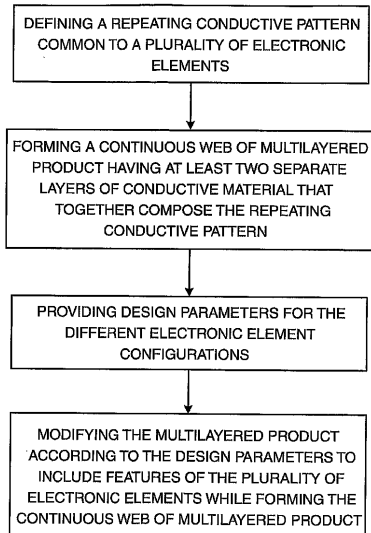 DEFINING A REPEATING CONDUCTIVE PATTERN
COMMON TO A PLURALITY OF ELECTRONIC
ELEMENTS
FORMING A CONTINUOUS WEB OF MULTILAYERED
PRODUCT HAVING AT LEAST TWO SEPARATE
LAYERS OF CONDUCTIVE MATERIAL THAT
TOGETHER COMPOSE THE REPEATING
CONDUCTIVE PATTERN
PROVIDING DESIGN PARAMETERS FOR THE
DIFFERENT ELECTRONIC ELEMENT
CONFIGURATIONS
MODIFYING THE MULTILAYERED PRODUCT
ACCORDING TO THE DESIGN PARAMETERS TO
INCLUDE FEATURES OF THE PLURALITY OF
ELECTRONIC ELEMENTS WHILE FORMING THE
CONTINUOUS WEB OF MULTILAYERED PRODUCT